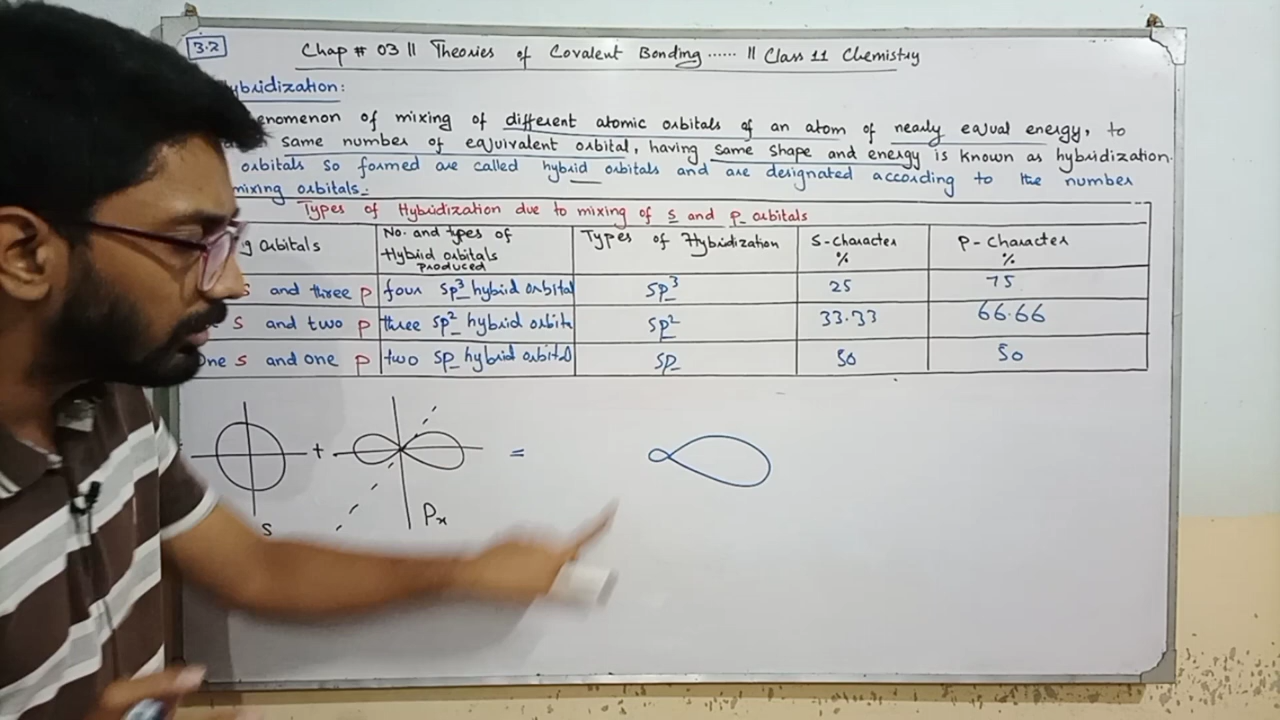 3.2
Chap # 03 || Theories of Covalent Bonding ...... || Class 11 Chemistry
ybridization:
enomenon of mixing of different atomic orbitals of an atom of nearly equal energy, to
same number of equivalent orbital, having same shape and energy is known as hybridization.
orbitals so formed are called hybrid orbitals and are designated according to the number
mixing orbitals.
Types of Hybridization due to mixing of s and p orbitals
g orbitals | No. and types of Hybrid orbitals produced | Types of Hybridization | S-Character % | P-Character %
s and three p | four sp³ hybrid orbital | sp³ | 25 | 75
s and two p | three sp² hybrid orbita | sp² | 33.33 | 66.66
One s and one p | two sp hybrid orbital | sp | 50 | 50
+ =
s Px